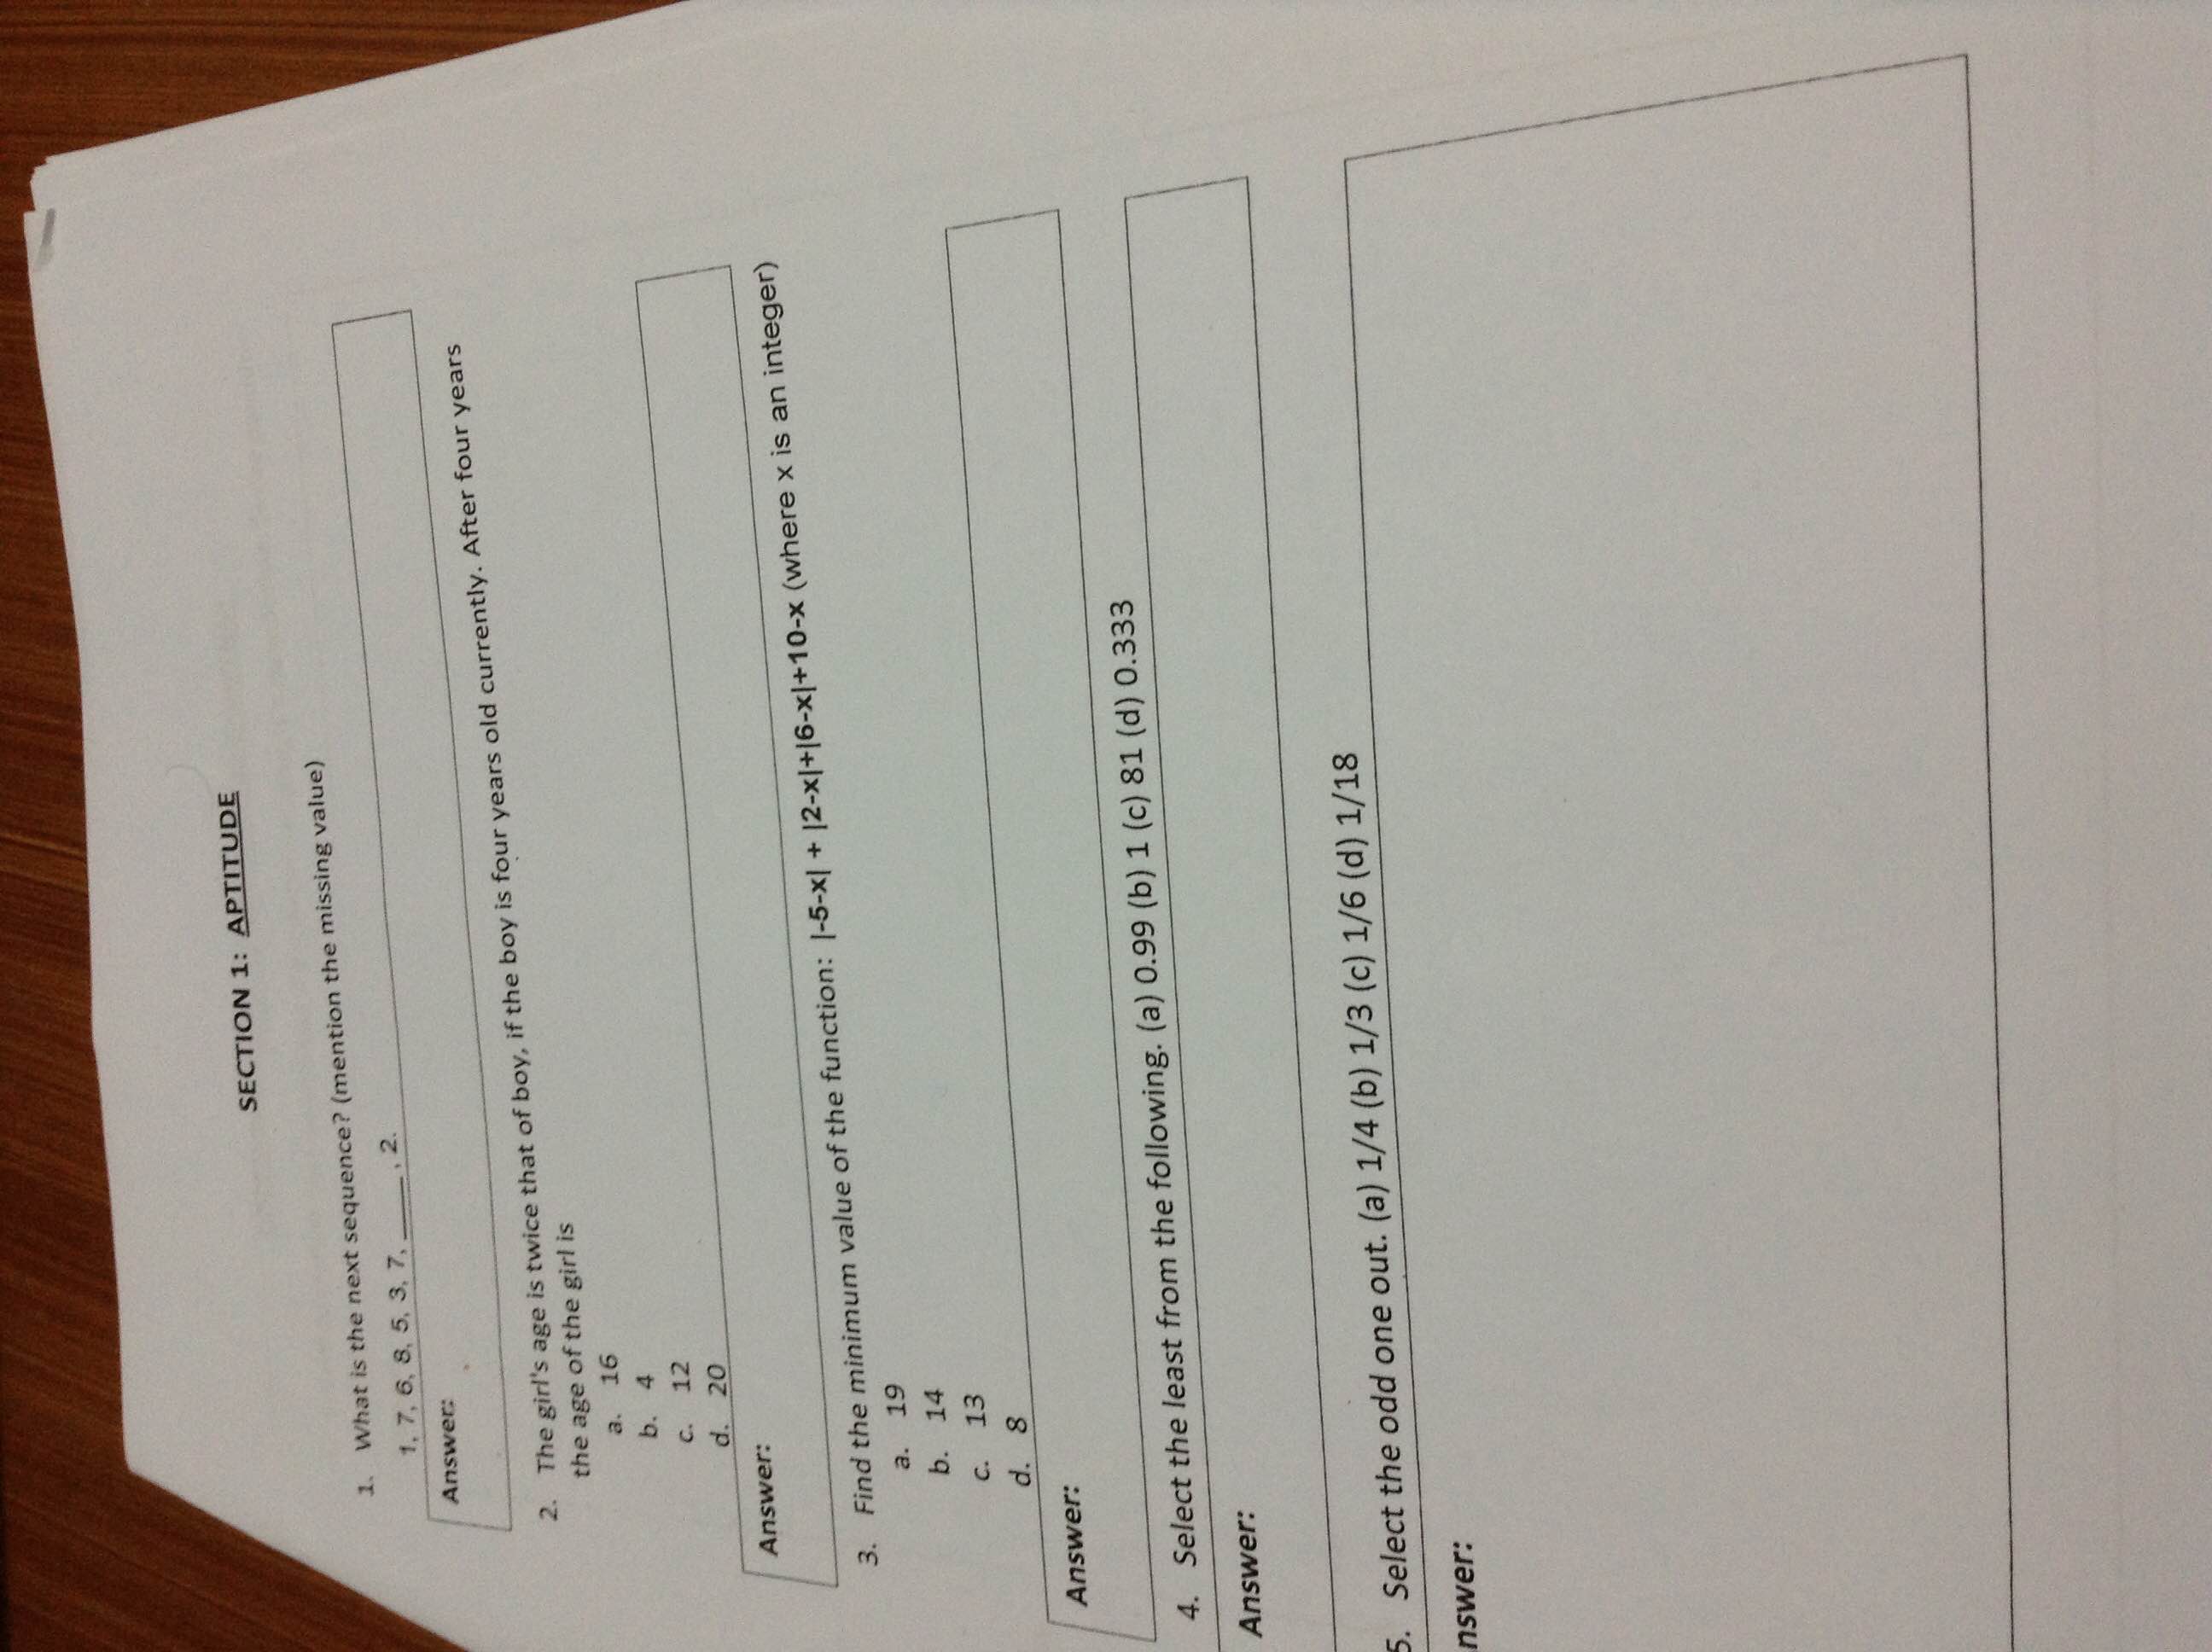 SECTION 1: APTITUDE
1. What is the next sequence? (mention the missing value)
1, 7, 6, 8, 5, 3, 7, ____ , 2.
Answer:
2. The girl's age is twice that of boy, if the boy is four years old currently. After four years
the age of the girl is
a. 16
b. 4
c. 12
d. 20
Answer:
3. Find the minimum value of the function: |-5-x| + |2-x|+|6-x|+10-x (where x is an integer)
a. 19
b. 14
c. 13
d. 8
Answer:
4. Select the least from the following. (a) 0.99 (b) 1 (c) 81 (d) 0.333
Answer:
5. Select the odd one out. (a) 1/4 (b) 1/3 (c) 1/6 (d) 1/18
nswer: